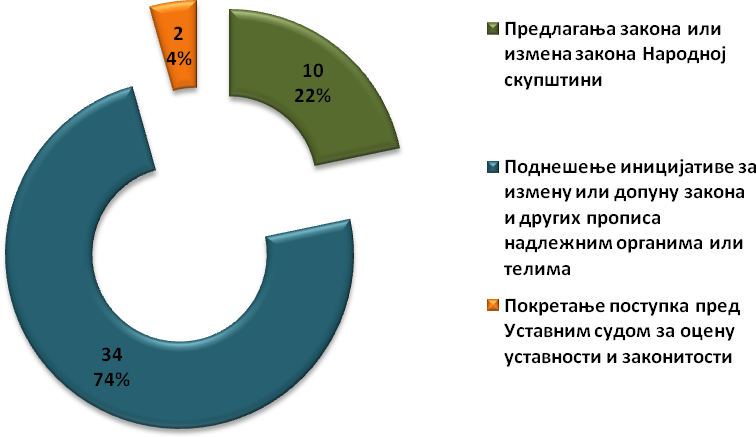 2
4%
10
22%
34
74%
Предлагања закона или
измена закона Народној
скупштини
Поднешење иницијативе за
измену или допуну закона
и других прописа
надлежним органима или
телима
Покретање поступка пред
Уставним судом за оцену
уставности и законитости